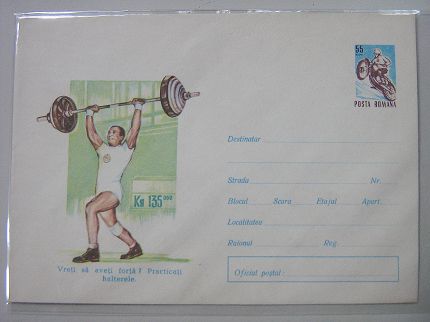 55
POSTA ROMANA
Kg 135⁰⁰⁰
Vreți să aveți forță? Practicați
halterele.
Destinatar
Strada Nr.
Blocul Scara Etajul Apart.
Localitatea
Raionul Reg.
Oficiul poștal: